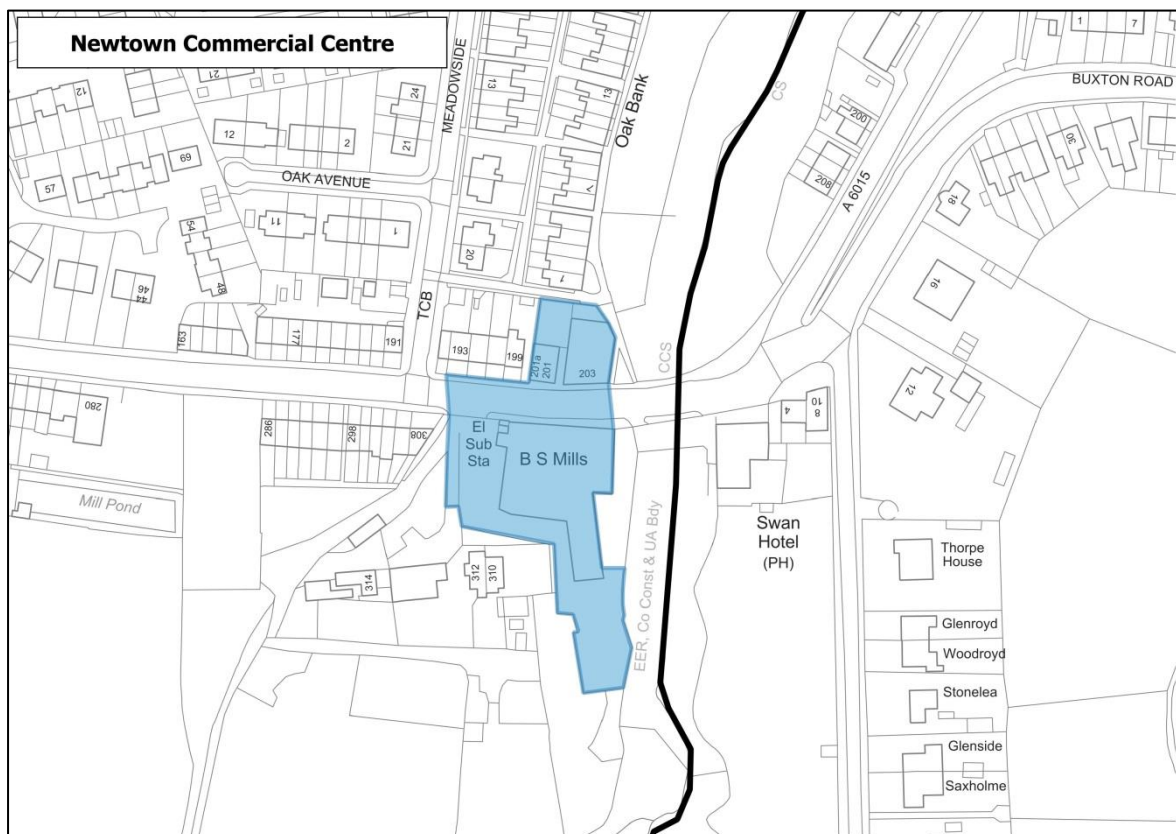 Newtown Commercial Centre
MEADOWSIDE
Oak Bank
CS
1
7
BUXTON ROAD
A 6015
200
208
30
18
16
12
12
21
12
2
24
21
13
13
7
1
69
57
OAK AVENUE
11
1
20
54
48
46
44
TCB
163
177
191
193
199
201a
201
203
CCS
280
286
298
308
El
Sub
Sta
B S Mills
4
10
8
Mill Pond
Swan
Hotel
(PH)
314
312
310
EER, Co Const & UA Bdy
Thorpe
House
Glenroyd
Woodroyd
Stonelea
Glenside
Saxholme